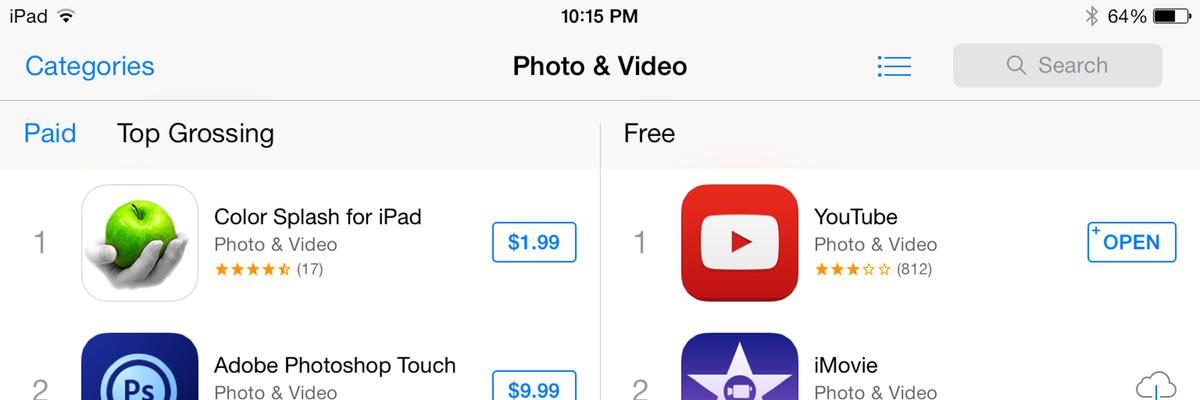 iPad 10:15 PM 64%
Categories Photo & Video Search
Paid Top Grossing
1
Color Splash for iPad
Photo & Video
(17)
$1.99
2
Ps
Adobe Photoshop Touch
Photo & Video
$9.99
Free
1
YouTube
Photo & Video
(812)
+OPEN
2
iMovie
Photo & Video